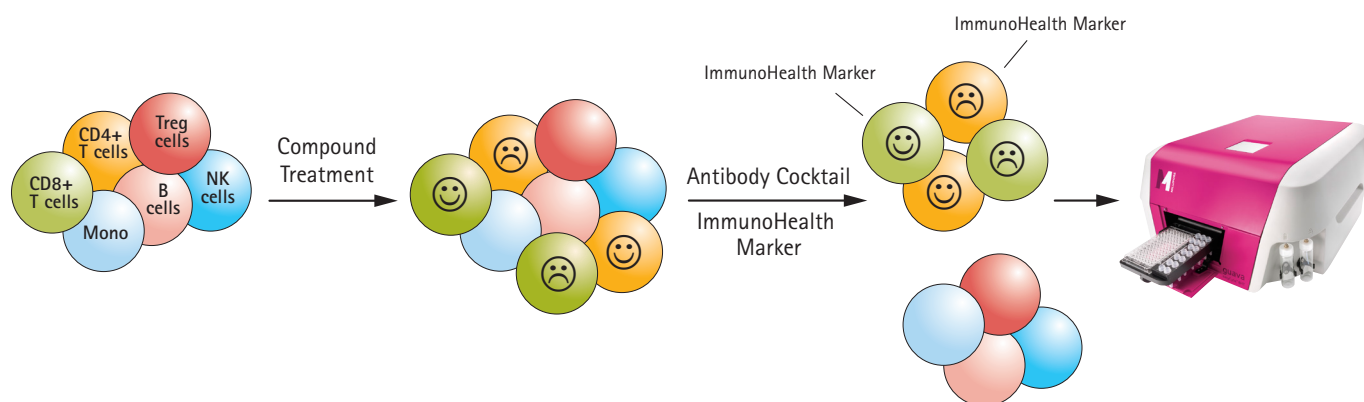 ImmunoHealth Marker
ImmunoHealth Marker
Treg
cells
CD4+
T cells
CD8+
T cells
B
cells
NK
cells
Mono
Compound
Treatment
Antibody Cocktail
ImmunoHealth
Marker
guava